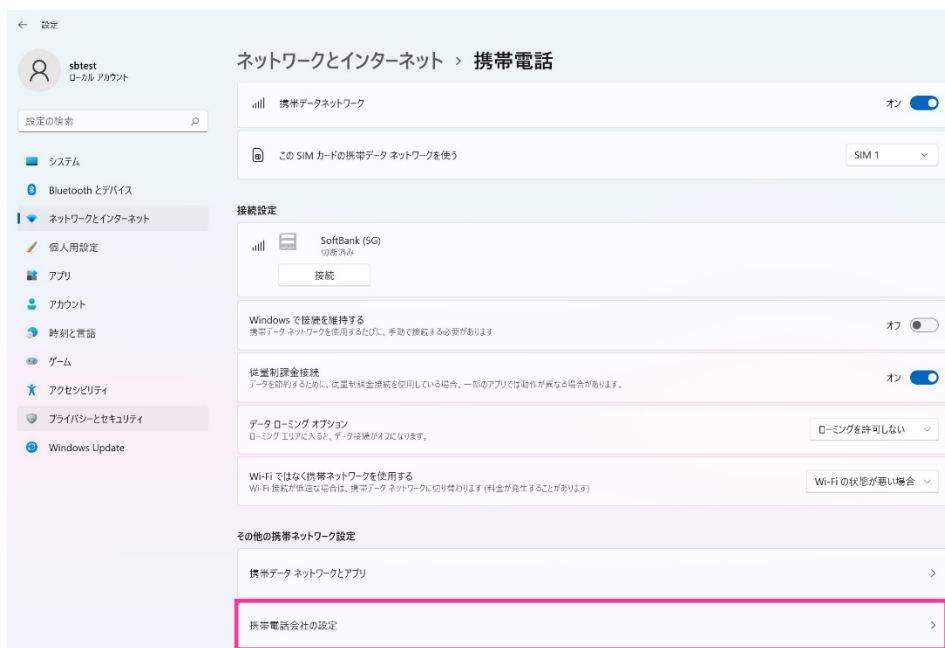 ← 設定
sbtest
ローカル アカウント
設定の検索
システム
Bluetooth とデバイス
ネットワークとインターネット
個人用設定
アプリ
アカウント
時刻と言語
ゲーム
アクセシビリティ
プライバシーとセキュリティ
Windows Update
ネットワークとインターネット › 携帯電話
携帯データネットワーク
オン
この SIM カードの携帯データ ネットワークを使う
SIM 1
接続設定
SoftBank (5G)
切断済み
接続
Windows で接続を維持する
携帯データ ネットワークを使用するたびに、手動で接続する必要があります
オフ
従量制課金接続
データを節約するために、従量制課金接続を使用している場合、一部のアプリでは動作が異なる場合があります。
オン
データ ローミング オプション
ローミング エリアに入ると、データ接続がオフになります。
ローミングを許可しない
Wi-Fi ではなく携帯ネットワークを使用する
Wi-Fi 接続が低速な場合は、携帯データ ネットワークに切り替わります (料金が発生することがあります)
Wi-Fi の状態が悪い場合
その他の携帯ネットワーク設定
携帯データ ネットワークとアプリ
携帯電話会社の設定